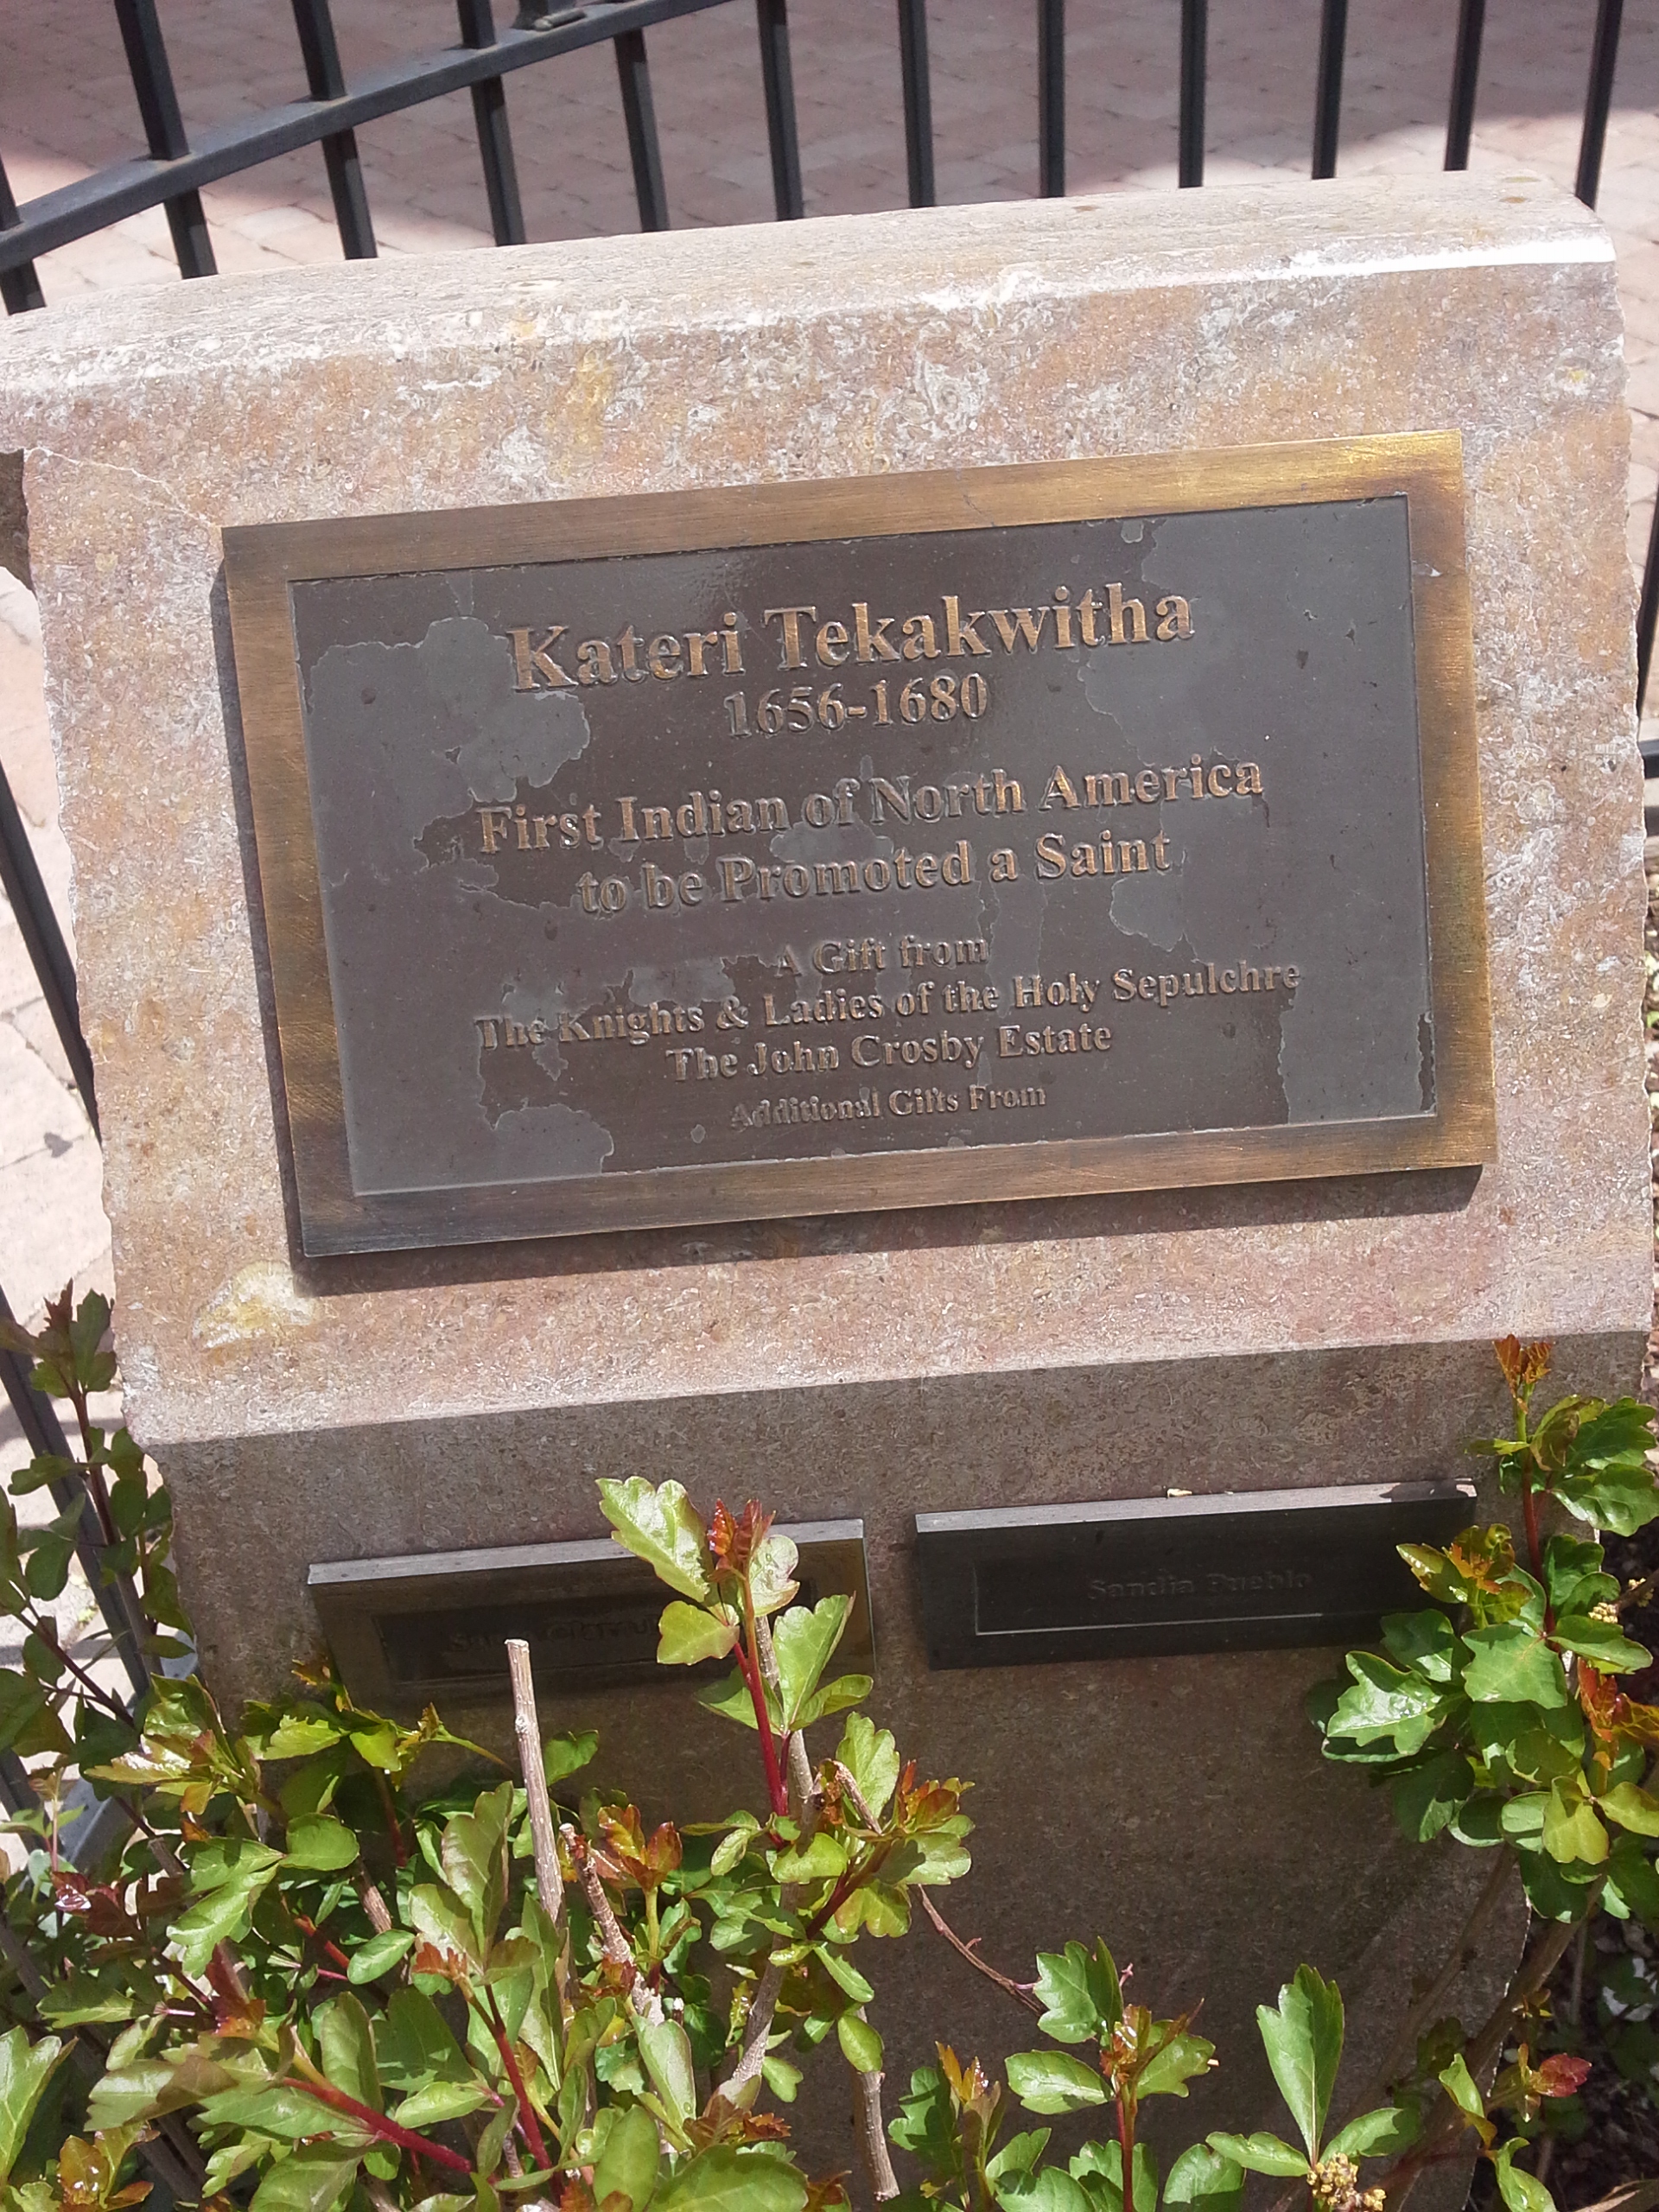 Kateri Tekakwitha
1656-1680
First Indian of North America
to be Promoted a Saint
A Gift from
The Knights & Ladies of the Holy Sepulchre
The John Crosby Estate
Additional Gifts From
Sandia Pueblo